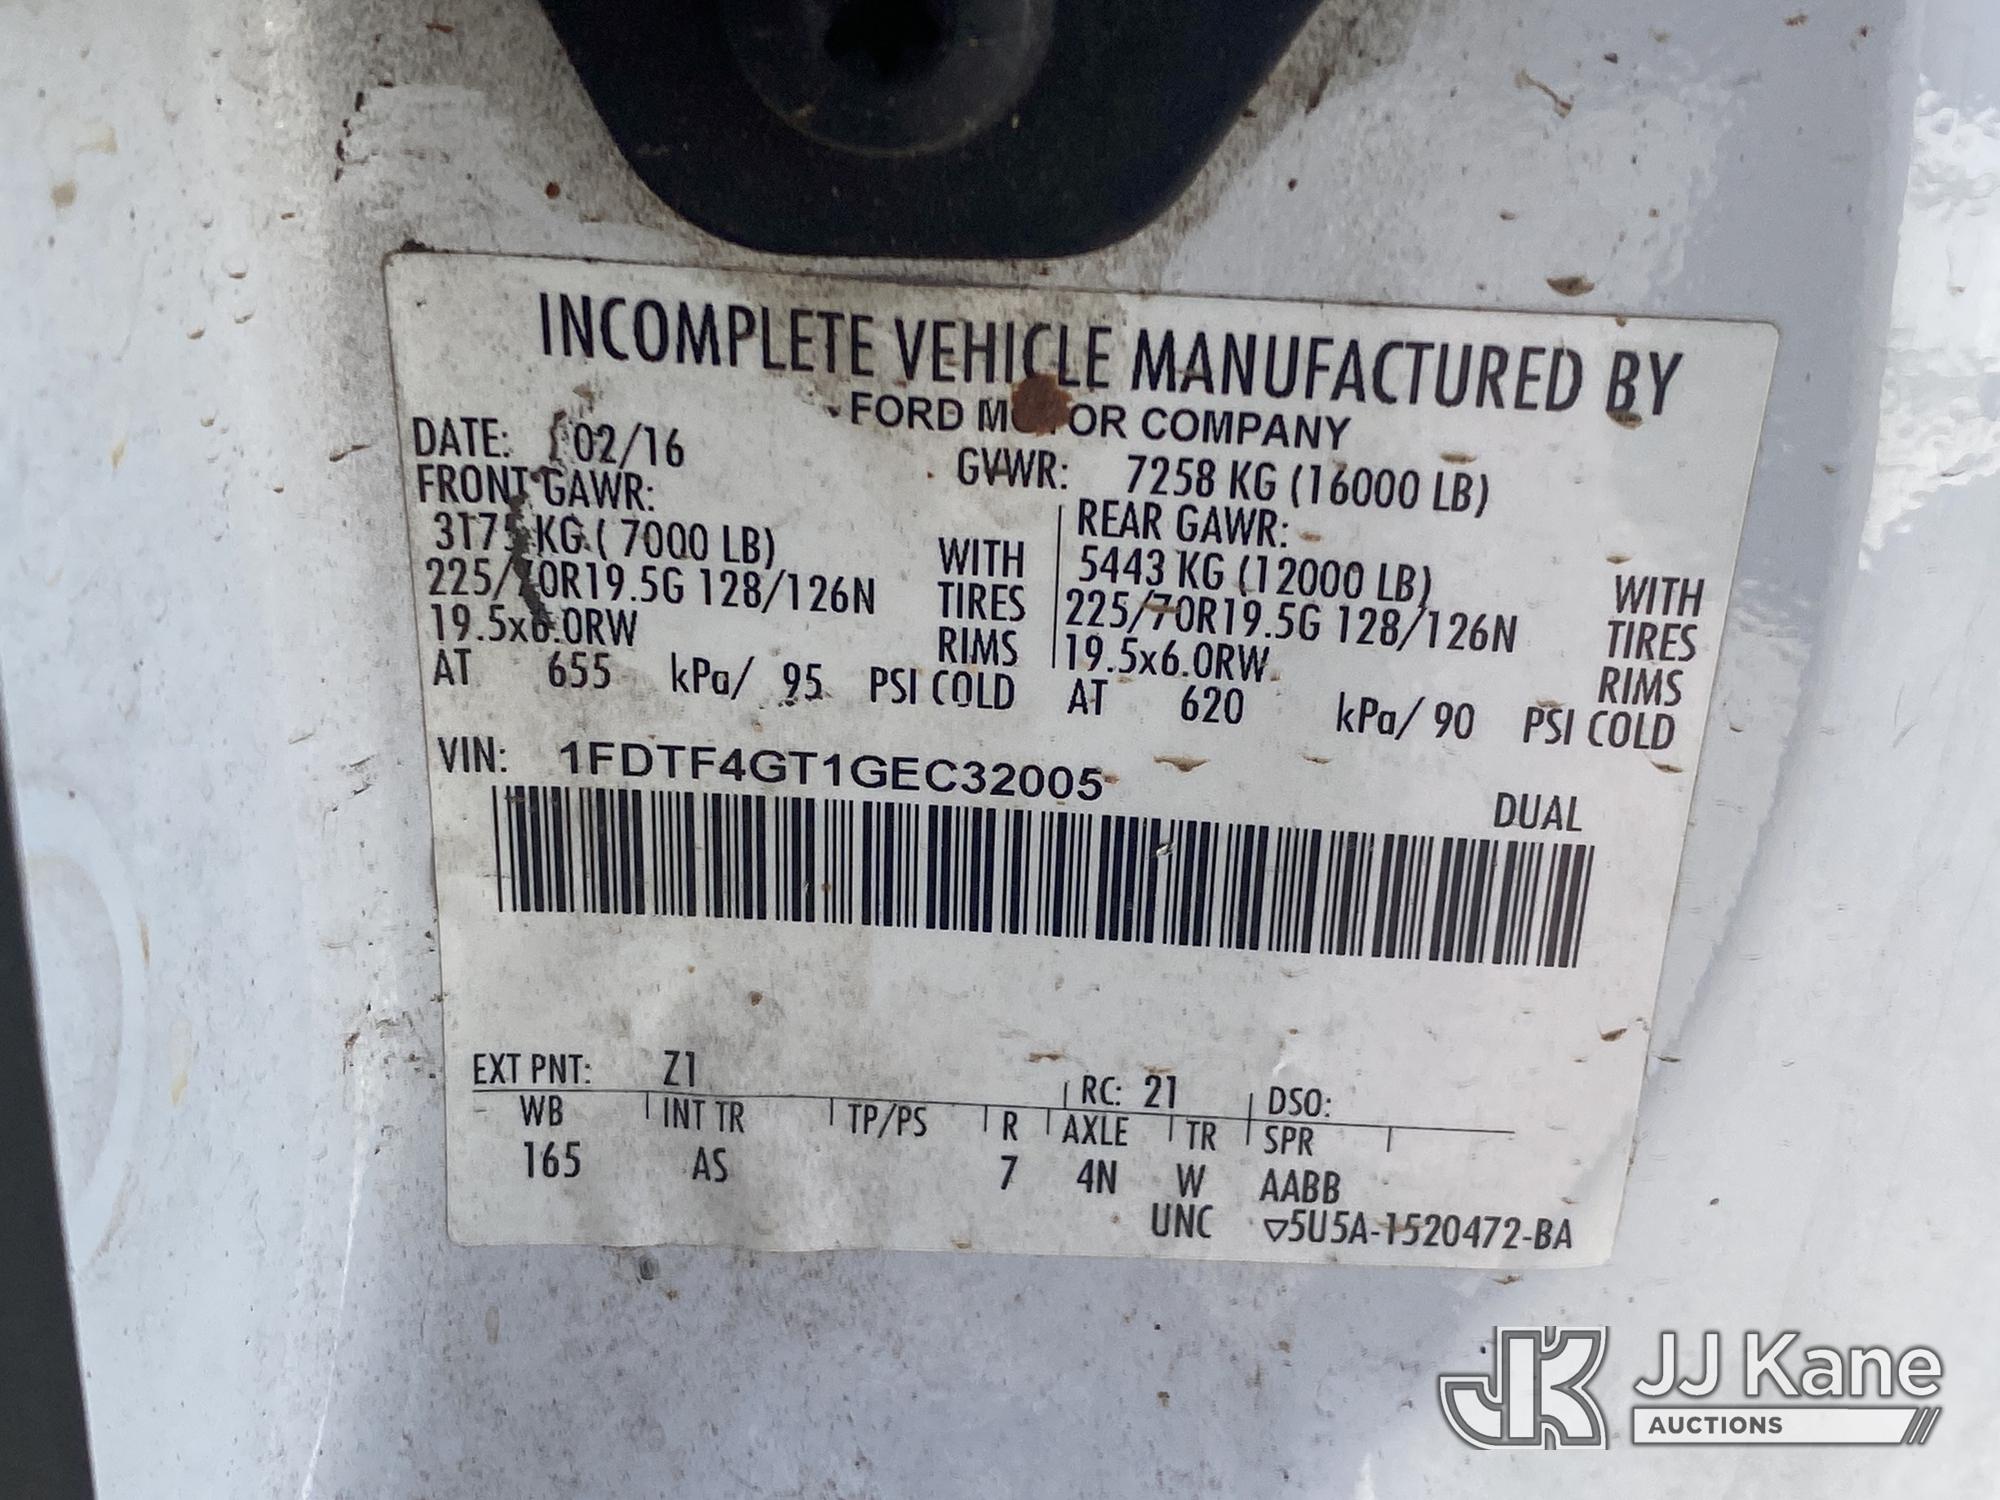 INCOMPLETE VEHICLE MANUFACTURED BY
FORD MOTOR COMPANY
DATE: 02/16 GVWR: 7258 KG (16000 LB)
FRONT GAWR: REAR GAWR:
3175 KG ( 7000 LB) WITH 5443 KG (12000 LB) WITH
225/70R19.5G 128/126N TIRES 225/70R19.5G 128/126N TIRES
19.5x6.0RW RIMS 19.5x6.0RW RIMS
AT 655 kPa/ 95 PSI COLD AT 620 kPa/ 90 PSI COLD
VIN: 1FDTF4GT1GEC32005
DUAL
EXT PNT: Z1 RC: 21 DSO:
WB INT TR TP/PS R AXLE TR SPR
165 AS 7 4N W AABB
UNC ▽5U5A-1520472-BA
JK JJ Kane
AUCTIONS